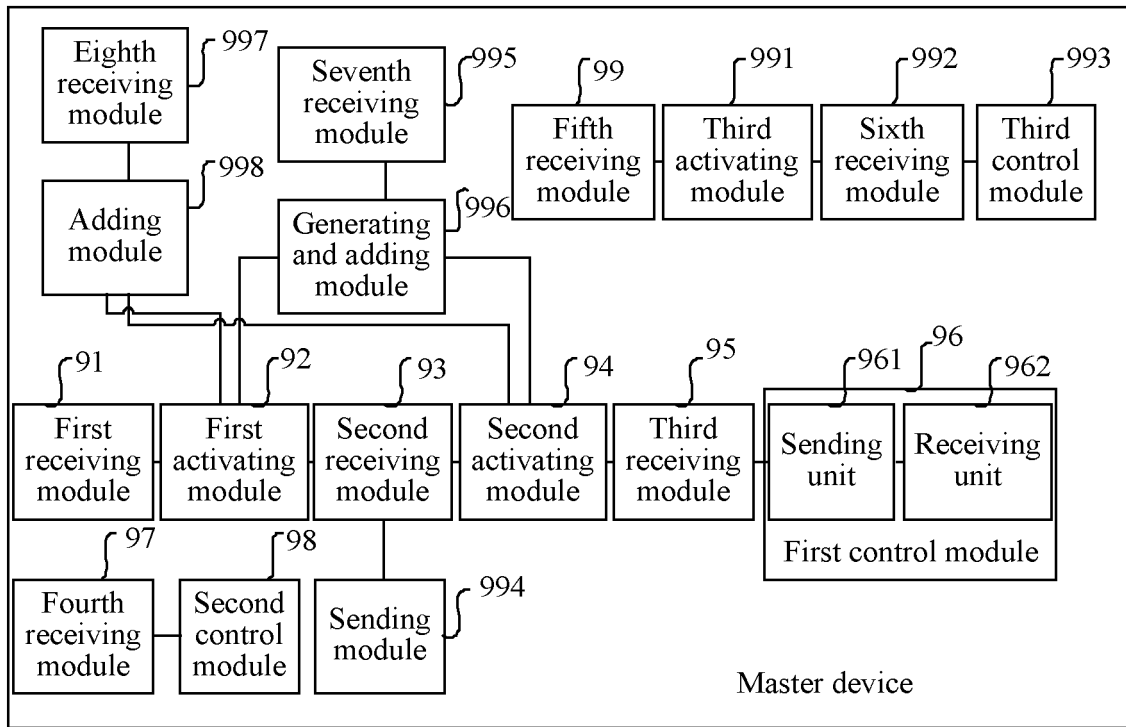 Eighth
receiving
module
997
Seventh
receiving
module
995
99
991
992
993
Fifth
receiving
module
Third
activating
module
Sixth
receiving
module
Third
control
module
998
Adding
module
996
Generating
and adding
module
91
92
93
94
95
961
96
962
First
receiving
module
First
activating
module
Second
receiving
module
Second
activating
module
Third
receiving
module
Sending
unit
Receiving
unit
First control module
97
98
994
Fourth
receiving
module
Second
control
module
Sending
module
Master device